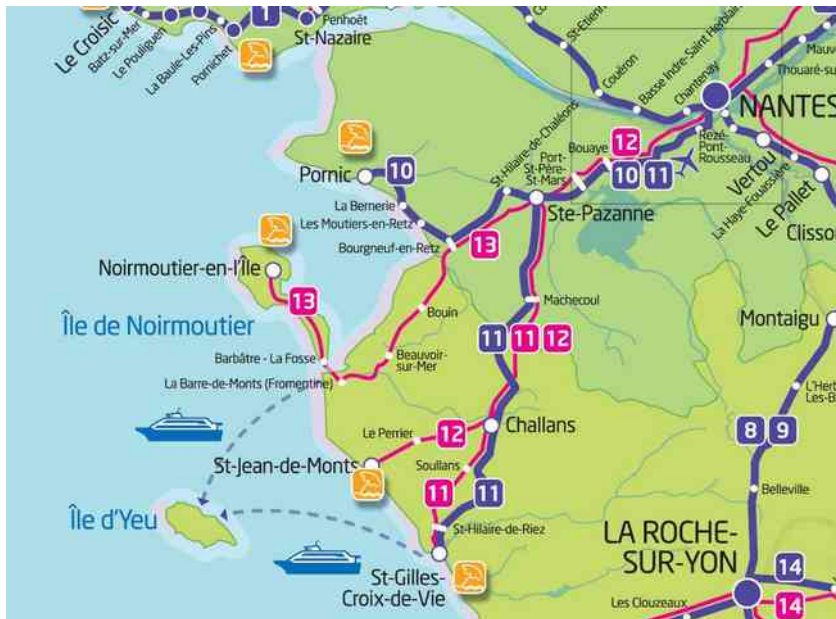 Le Croisic
Batz-sur-Mer
Le Pouliguen
La Baule-Les-Pins
Pornichet
1
Penhoët
St-Nazaire
St-Etienne
Couëron
Basse Indre-Saint Herblain
Chantenay
Mauve
Thouaré-su
NANTES
Rezé-
Pont-
Rousseau
Vertou
La Haye-Fouassière
Le Pallet
Clisso
Bouaye
12
10
11
Port-
St-Père-
St-Mars
St-Hilaire-de-Chaléons
Ste-Pazanne
Pornic
10
La Bernerie
Les Moutiers-en-Retz
Bourgneuf-en-Retz
13
Noirmoutier-en-l'Île
13
Île de Noirmoutier
Bouin
Machecoul
11
11
12
Montaigu
Barbâtre - La Fosse
Beauvoir-
sur-Mer
La Barre-de-Monts (Fromentine)
L'Her
Les-B
Le Perrier
12
Challans
8
9
St-Jean-de-Monts
Soullans
11
11
Belleville
Île d'Yeu
St-Hilaire-de-Riez
LA ROCHE-
SUR-YON
St-Gilles-
Croix-de-Vie
14
Les Clouzeaux
14